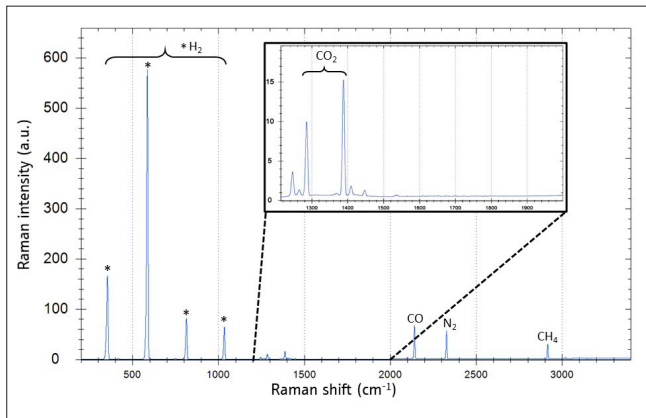 600
500
400
300
200
100
0
Raman intensity (a.u.)
* H2
*
*
*
*
CO2
15
10
5
0
1300 1400 1500 1600 1700 1800 1900
CO
N2
CH4
500 1000 1500 2000 2500 3000
Raman shift (cm-1)